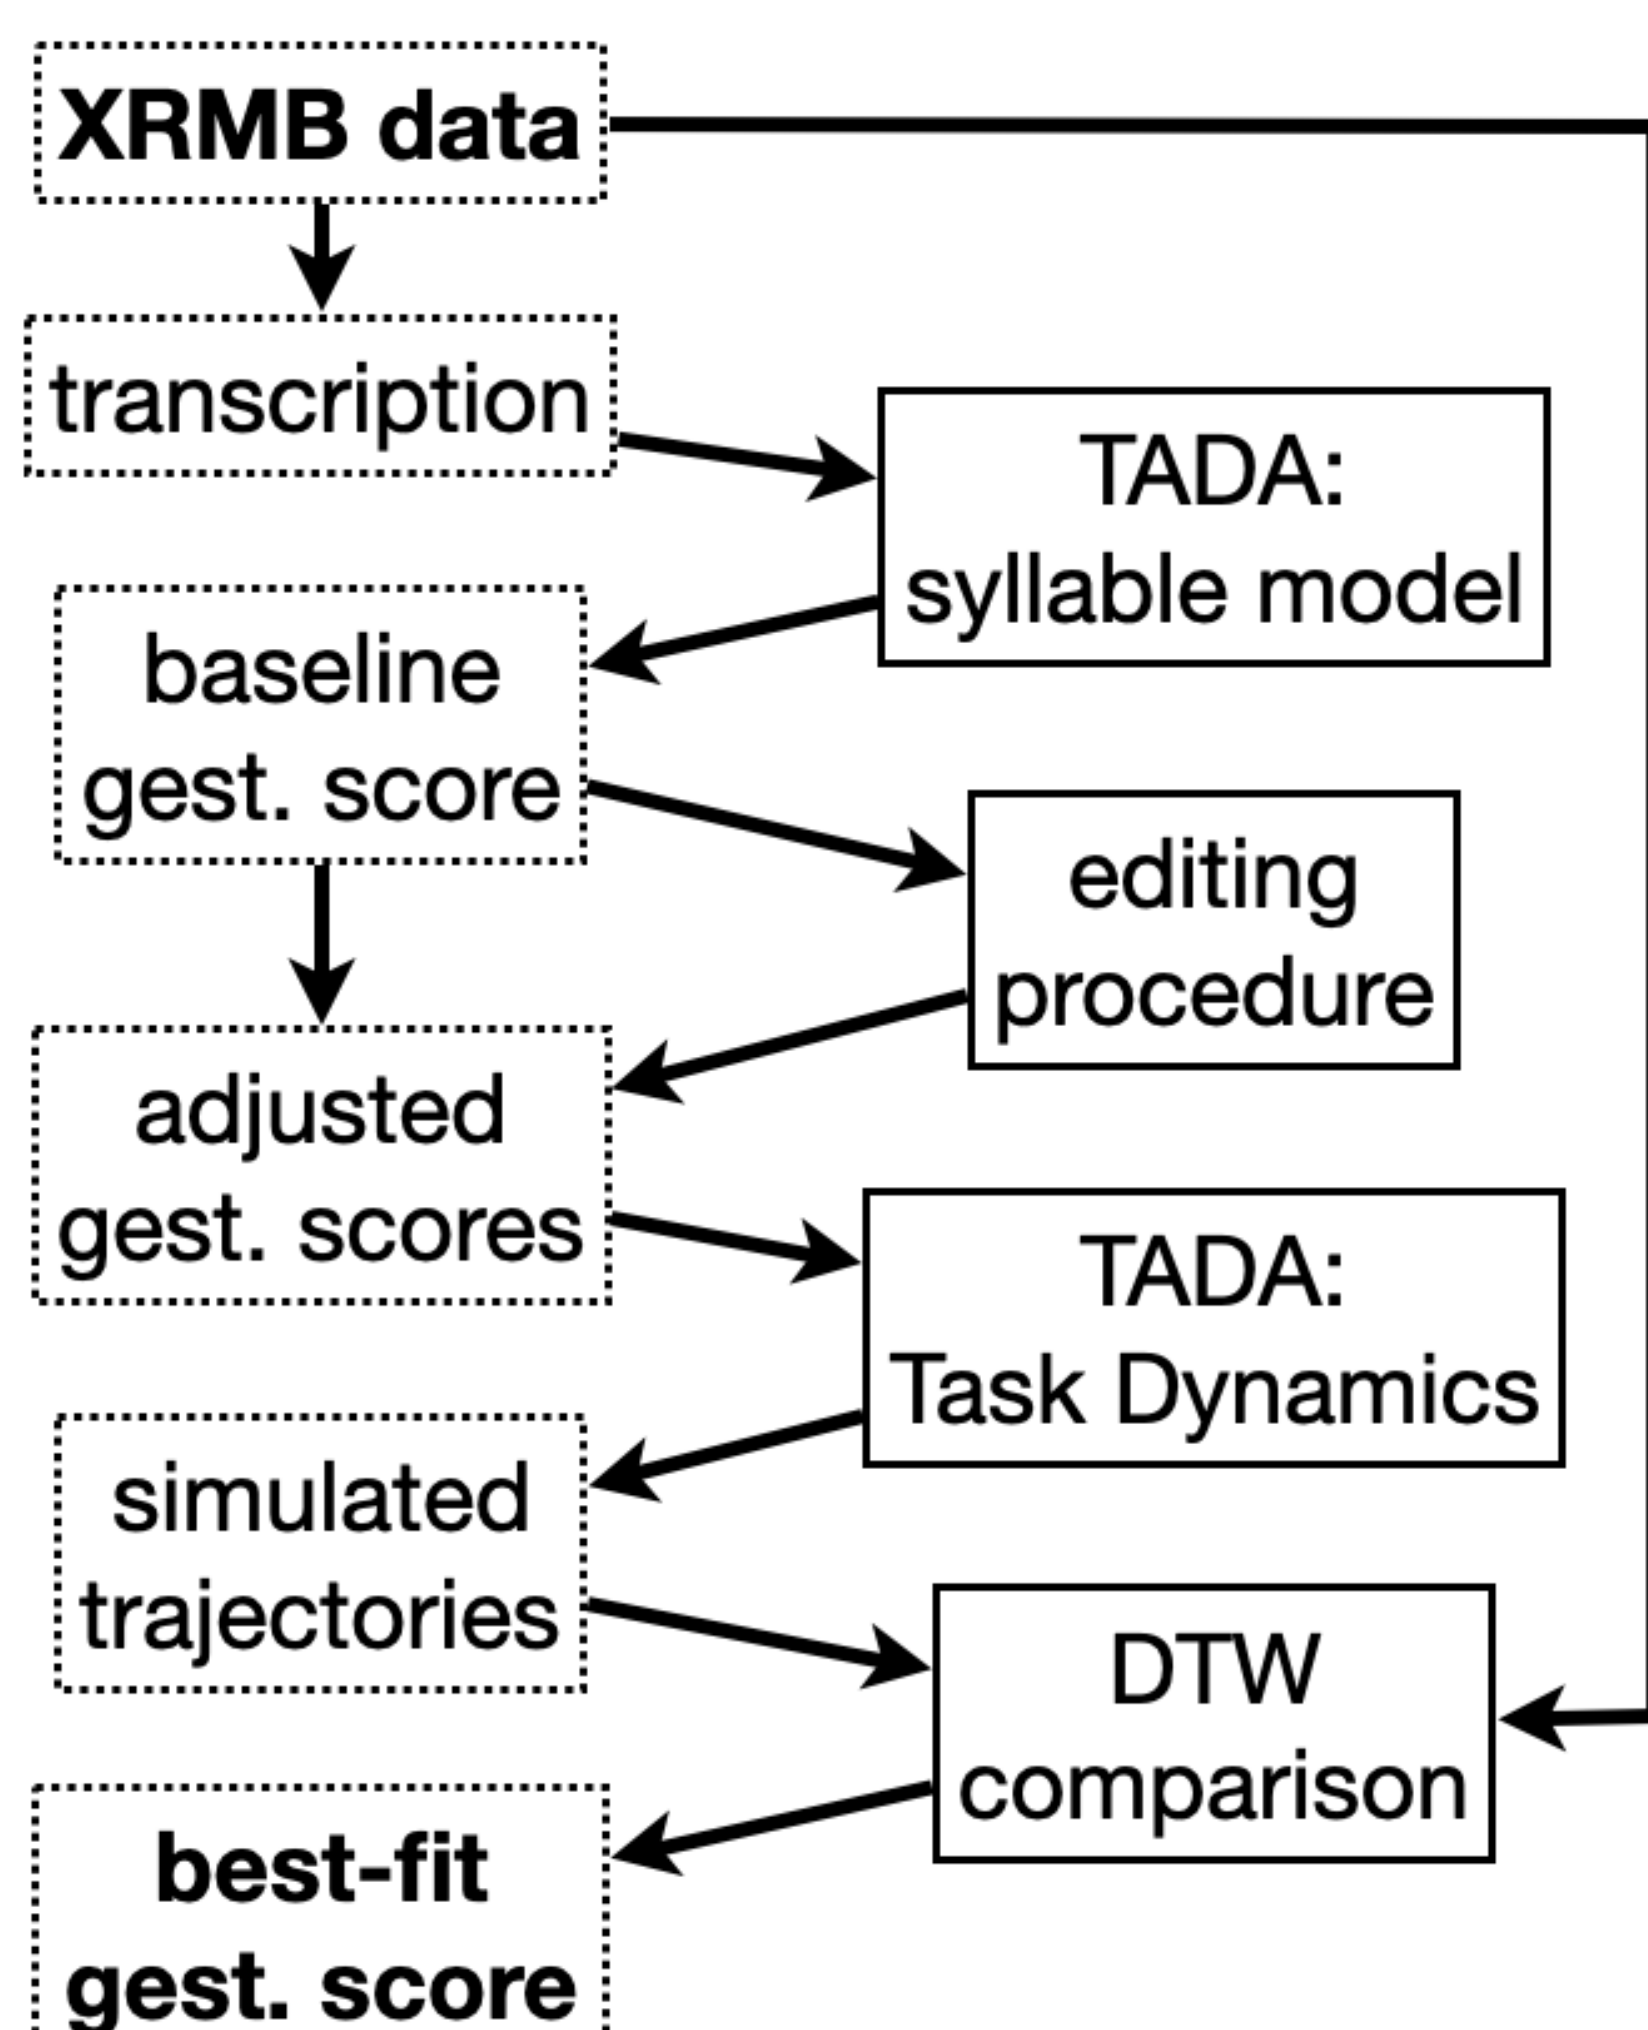 XRMB data
transcription
TADA:
syllable model
baseline
gest. score
editing
procedure
adjusted
gest. scores
TADA:
Task Dynamics
simulated
trajectories
DTW
comparison
best-fit
gest. score